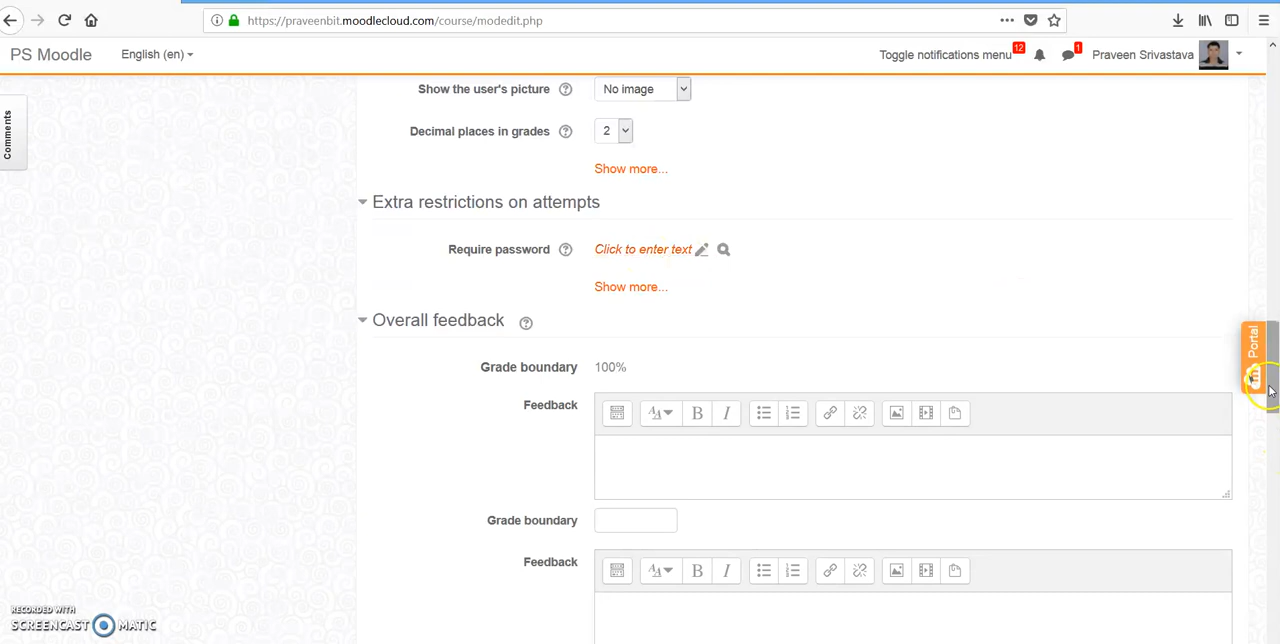 https://praveenbit.moodlecloud.com/course/modedit.php
PS Moodle
English (en)
Toggle notifications menu
12
1
Praveen Srivastava
Comments
Show the user's picture
No image
Decimal places in grades
2
Show more...
Extra restrictions on attempts
Require password
Click to enter text
Show more...
Overall feedback
Grade boundary
100%
Portal
Feedback
Grade boundary
Feedback
RECORDED WITH
SCREENCAST MATIC